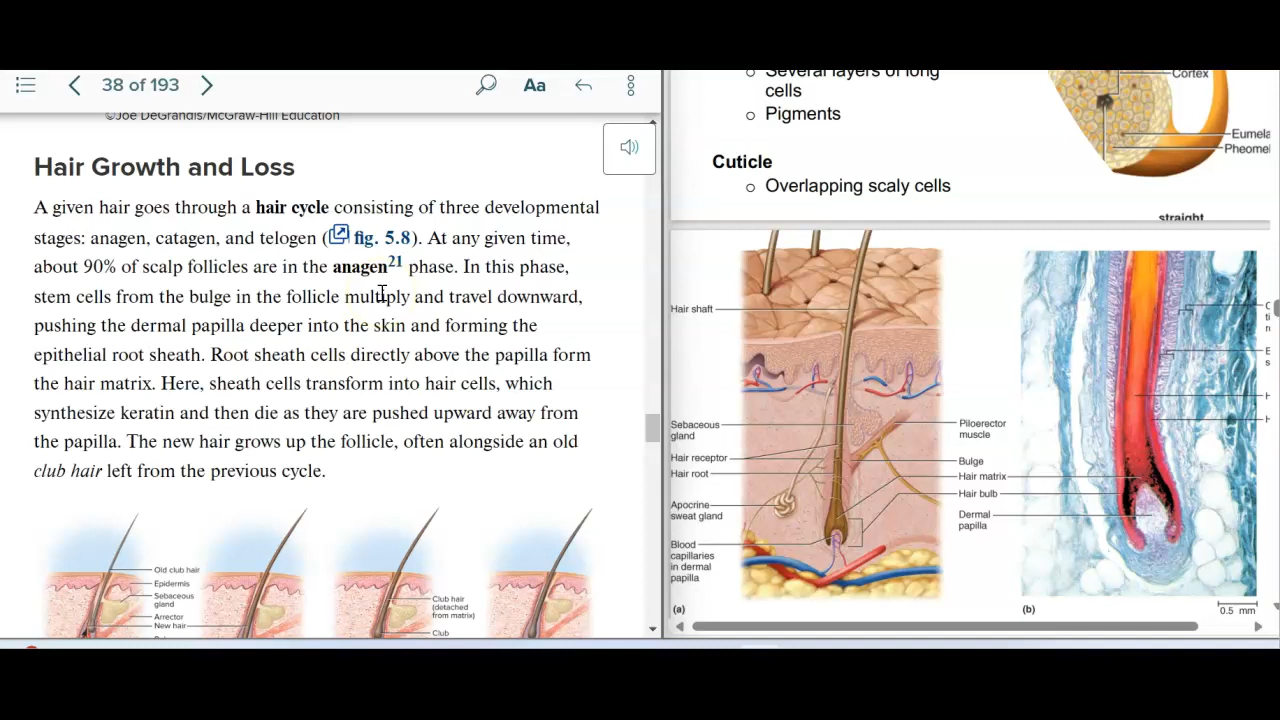 38 of 193
Aa
©Joe DeGrandis/McGraw-Hill Education
Hair Growth and Loss
A given hair goes through a hair cycle consisting of three developmental
stages: anagen, catagen, and telogen ( fig. 5.8). At any given time,
about 90% of scalp follicles are in the anagen21 phase. In this phase,
stem cells from the bulge in the follicle multiply and travel downward,
pushing the dermal papilla deeper into the skin and forming the
epithelial root sheath. Root sheath cells directly above the papilla form
the hair matrix. Here, sheath cells transform into hair cells, which
synthesize keratin and then die as they are pushed upward away from
the papilla. The new hair grows up the follicle, often alongside an old
club hair left from the previous cycle.
Old club hair
Epidermis
Sebaceous
gland
Arrector
New hair
Club hair
(detached
from matrix)
Club
Several layers of long
cells
Pigments
Cuticle
Overlapping scaly cells
Cortex
Eumela
Pheomel
straight
Hair shaft
Sebaceous
gland
Hair receptor
Hair root
Apocrine
sweat gland
Blood
capillaries
in dermal
papilla
Piloerector
muscle
Bulge
Hair matrix
Hair bulb
Dermal
papilla
(a)
(b)
0.5 mm